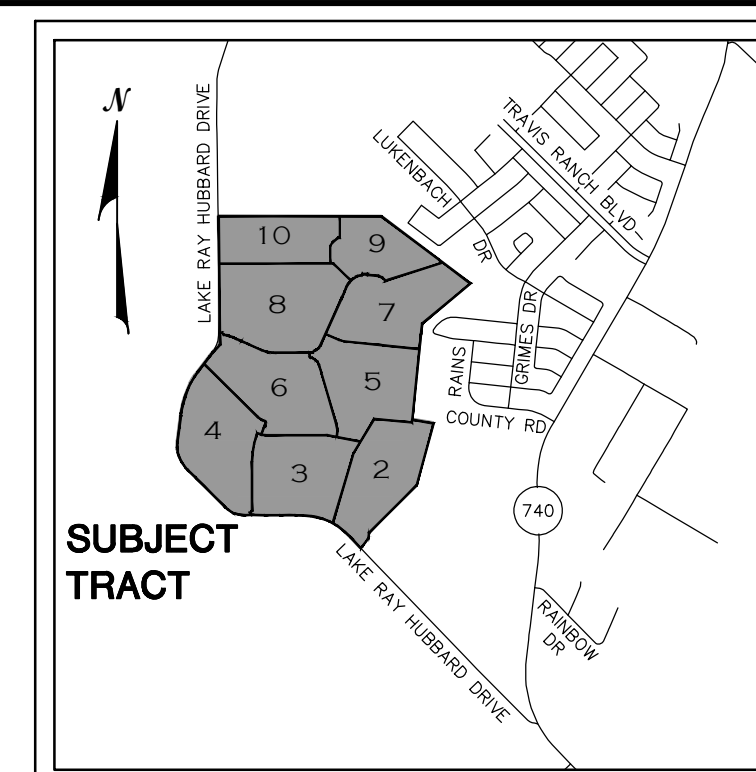 N
LAKE RAY HUBBARD DRIVE
TRAVIS RANCH BLVD
LUKENBACH
DR
10
9
8
7
GRIMES DR
RAINS
COUNTY RD
6
5
4
3
2
740
SUBJECT
TRACT
LAKE RAY HUBBARD DRIVE
RAINBOW
DR